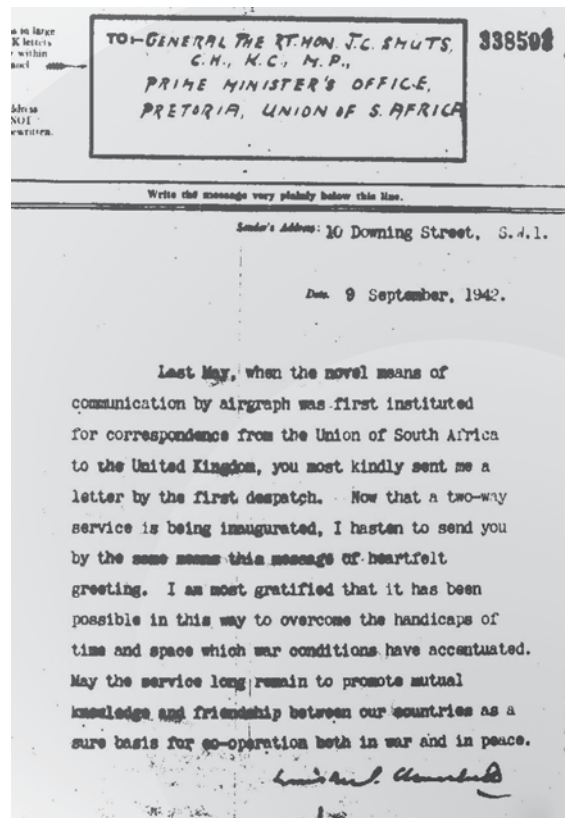 in large
K letters
within
TO:- GENERAL THE RT. HON. J.C. SMUTS,
C.H., K.C., M.P.,
PRIME MINISTER'S OFFICE,
PRETORIA, UNION OF S. AFRICA
NOT
Write the message very plainly below this line.
Sender's Address: 10 Downing Street, S.W.1.
Date. 9 September, 1942.
Last May, when the novel means of
communication by airgraph was first instituted
for correspondence from the Union of South Africa
to the United Kingdom, you most kindly sent me a
letter by the first despatch. Now that a two-way
service is being inaugurated, I hasten to send you
by the same means this message of heartfelt
greeting. I am most gratified that it has been
possible in this way to overcome the handicaps of
time and space which war conditions have accentuated.
May the service long remain to promote mutual
knowledge and friendship between our countries as a
sure basis for co-operation both in war and in peace.